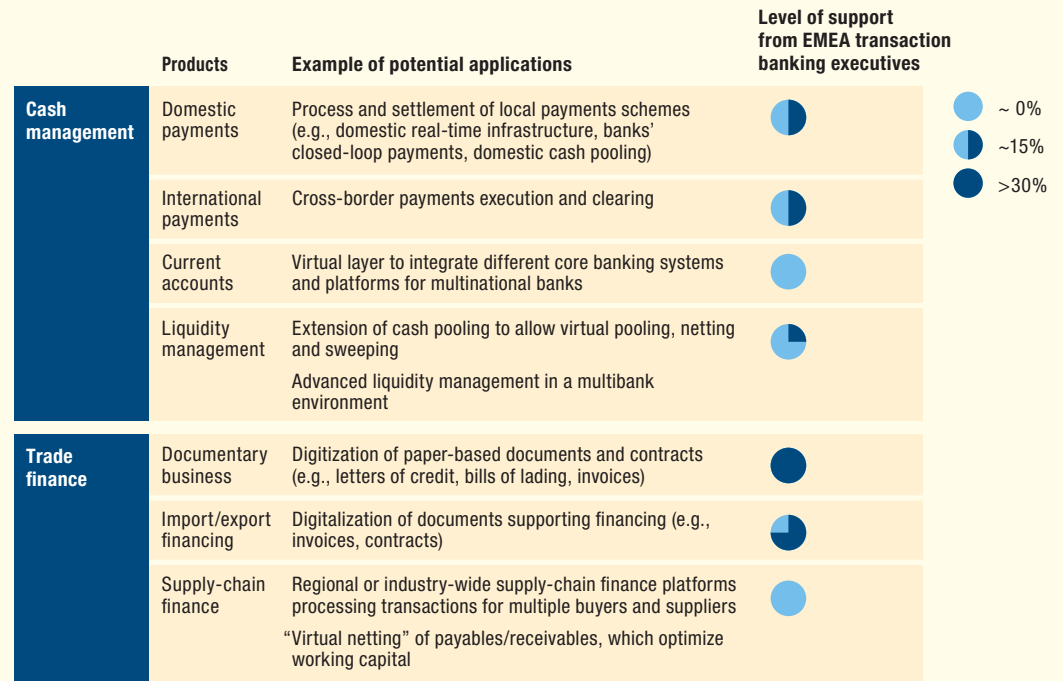 Level of support
from EMEA transaction
banking executives
Products
Example of potential applications
~ 0%
~15%
>30%
Cash
management
Domestic
payments
Process and settlement of local payments schemes
(e.g., domestic real-time infrastructure, banks’
closed-loop payments, domestic cash pooling)
International
payments
Cross-border payments execution and clearing
Current
accounts
Virtual layer to integrate different core banking systems
and platforms for multinational banks
Liquidity
management
Extension of cash pooling to allow virtual pooling, netting
and sweeping
Advanced liquidity management in a multibank
environment
Trade
finance
Documentary
business
Digitization of paper-based documents and contracts
(e.g., letters of credit, bills of lading, invoices)
Import/export
financing
Digitalization of documents supporting financing (e.g.,
invoices, contracts)
Supply-chain
finance
Regional or industry-wide supply-chain finance platforms
processing transactions for multiple buyers and suppliers
“Virtual netting” of payables/receivables, which optimize
working capital